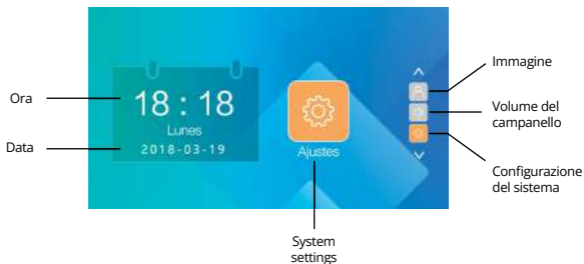 Ora
Data
18 : 18
Lunes
2018-03-19
Ajustes
Immagine
Volume del
campanello
Configurazione
del sistema
System
settings